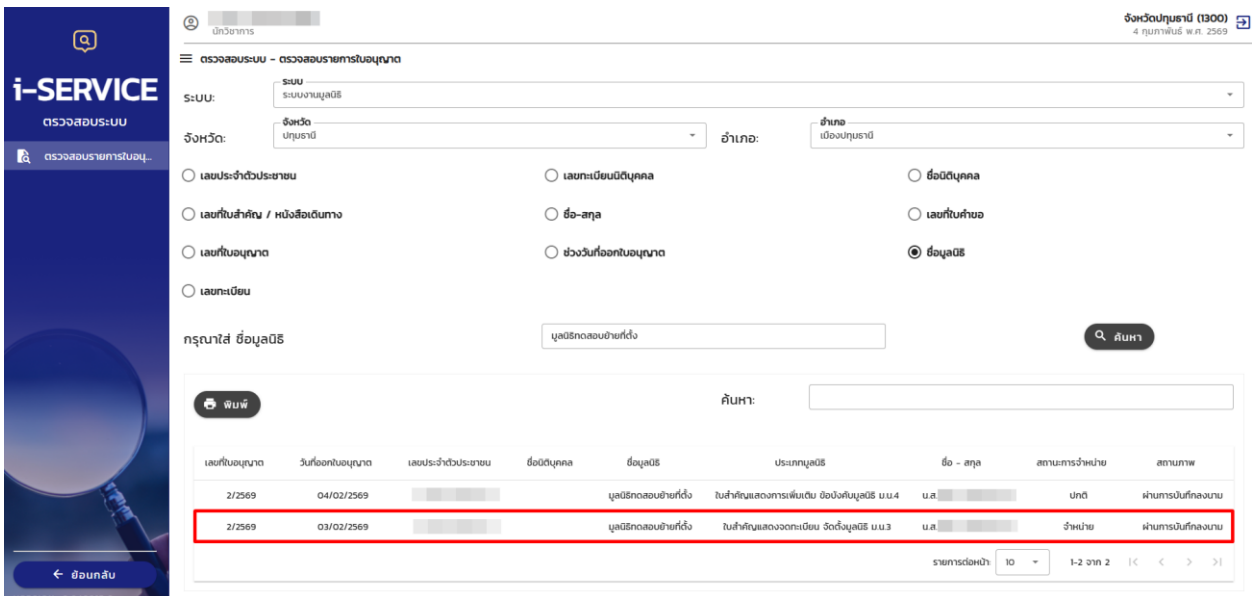 นักวิชาการ
จังหวัดปทุมธานี (1300)
4 กุมภาพันธ์ พ.ศ. 2569
i-SERVICE
ตรวจสอบระบบ
ตรวจสอบรายการใบอนุ...
ตรวจสอบระบบ - ตรวจสอบรายการใบอนุญาต
ระบบ: ระบบ ระบบงานมูลนิธิ
จังหวัด: จังหวัด ปทุมธานี อำเภอ: อำเภอ เมืองปทุมธานี
เลขประจำตัวประชาชน เลขทะเบียนนิติบุคคล ชื่อนิติบุคคล
เลขที่ใบสำคัญ / หนังสือเดินทาง ชื่อ-สกุล เลขที่ใบคำขอ
เลขที่ใบอนุญาต ช่วงวันที่ออกใบอนุญาต ชื่อมูลนิธิ
เลขทะเบียน
กรุณาใส่ ชื่อมูลนิธิ มูลนิธิทดสอบย้ายที่ตั้ง ค้นหา
พิมพ์ ค้นหา:
เลขที่ใบอนุญาต วันที่ออกใบอนุญาต เลขประจำตัวประชาชน ชื่อนิติบุคคล ชื่อมูลนิธิ ประเภทมูลนิธิ ชื่อ - สกุล สถานะการจำหน่าย สถานภาพ
2/2569 04/02/2569 มูลนิธิทดสอบย้ายที่ตั้ง ใบสำคัญแสดงการเพิ่มเติม ข้อบังคับมูลนิธิ ม.น.4 น.ส. ปกติ ผ่านการบันทึกลงนาม
2/2569 03/02/2569 มูลนิธิทดสอบย้ายที่ตั้ง ใบสำคัญแสดงจดทะเบียน จัดตั้งมูลนิธิ ม.น.3 น.ส. จำหน่าย ผ่านการบันทึกลงนาม
รายการต่อหน้า: 10 1-2 จาก 2
ย้อนกลับ